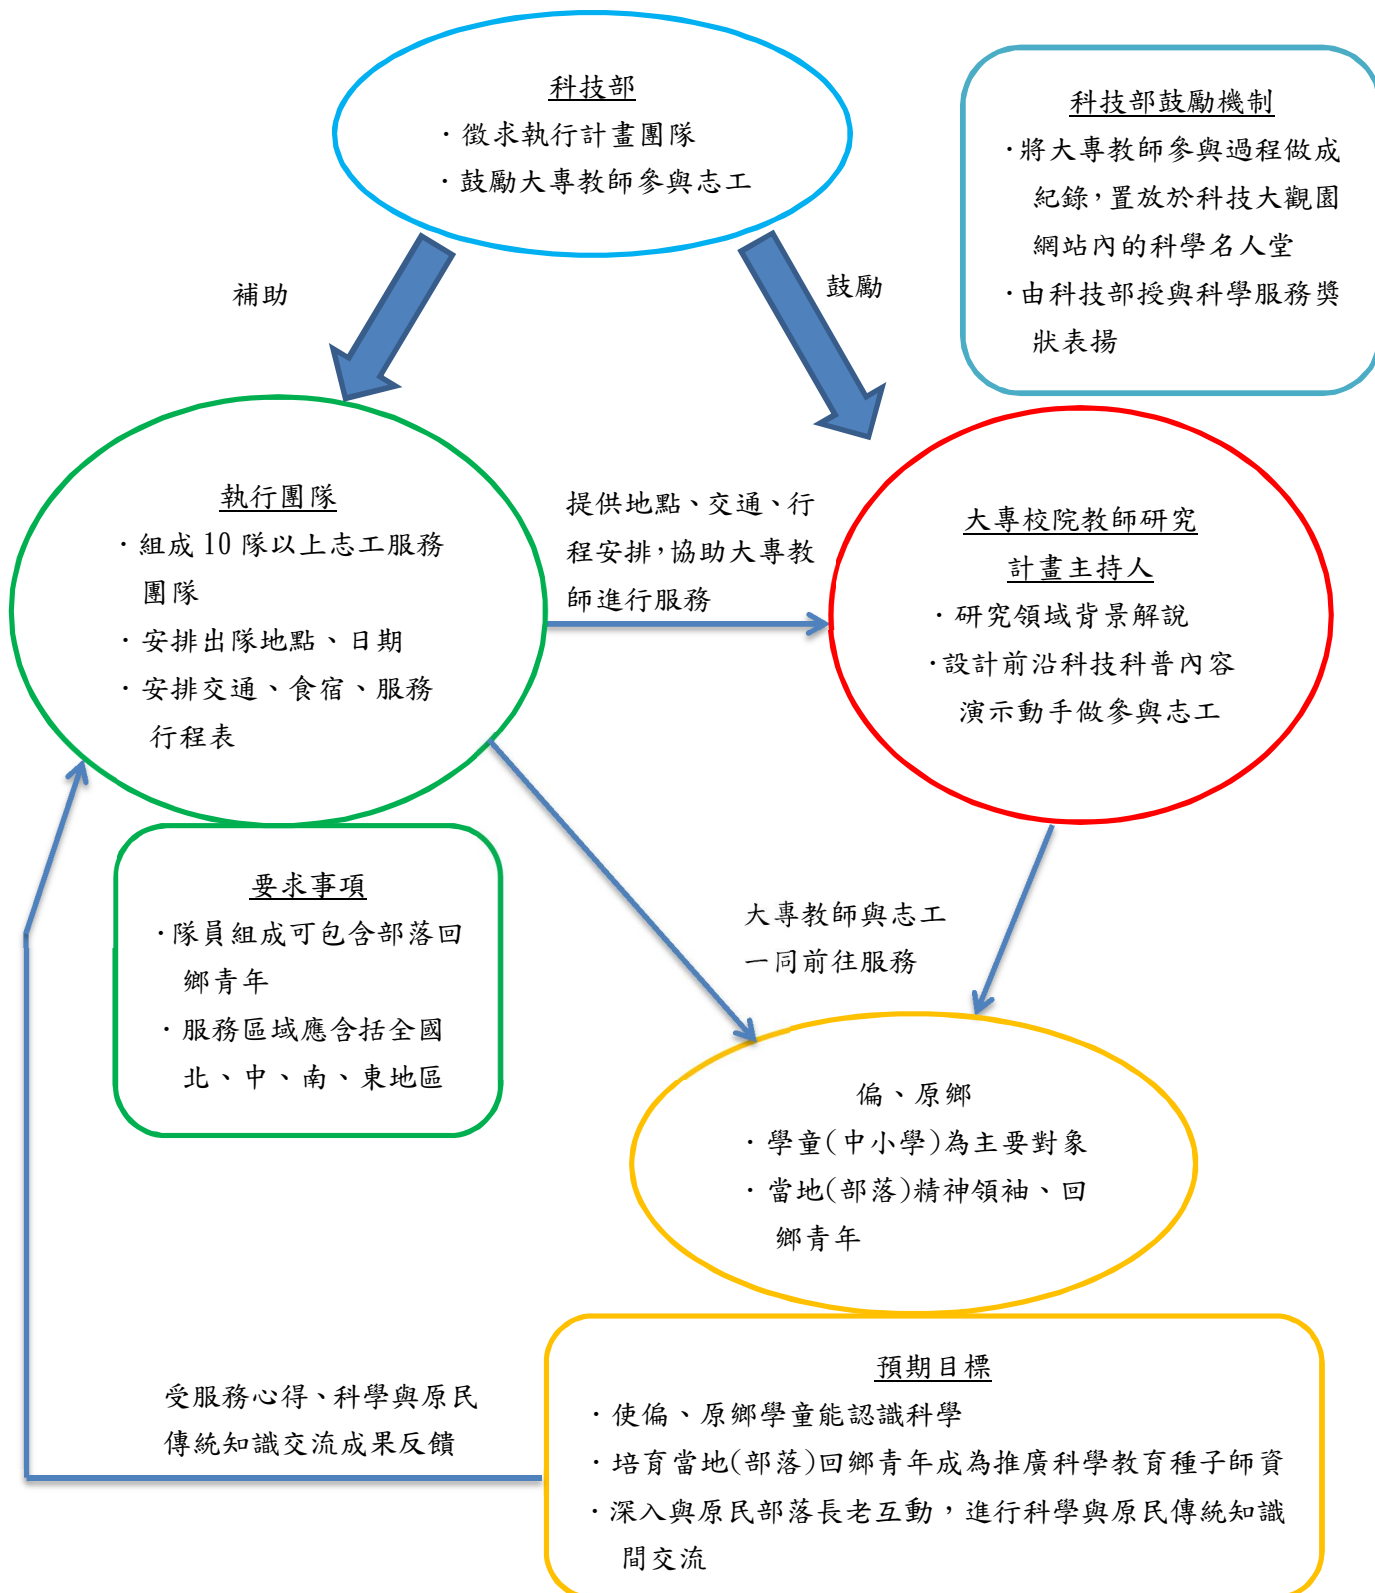 科技部
·徵求執行計畫團隊
·鼓勵大專教師參與志工
科技部鼓勵機制
·將大專教師參與過程做成
紀錄，置放於科技大觀園
網站內的科學名人堂
·由科技部授與科學服務獎
狀表揚
補助
鼓勵
執行團隊
·組成 10 隊以上志工服務
團隊
·安排出隊地點、日期
·安排交通、食宿、服務
行程表
提供地點、交通、行
程安排，協助大專教
師進行服務
大專校院教師研究
計畫主持人
·研究領域背景解說
·設計前沿科技科普內容
演示動手做參與志工
要求事項
·隊員組成可包含部落回
鄉青年
·服務區域應含括全國
北、中、南、東地區
大專教師與志工
一同前往服務
偏、原鄉
·學童(中小學)為主要對象
·當地(部落)精神領袖、回
鄉青年
受服務心得、科學與原民
傳統知識交流成果反饋
預期目標
·使偏、原鄉學童能認識科學
·培育當地(部落)回鄉青年成為推廣科學教育種子師資
·深入與原民部落長老互動，進行科學與原民傳統知識
間交流